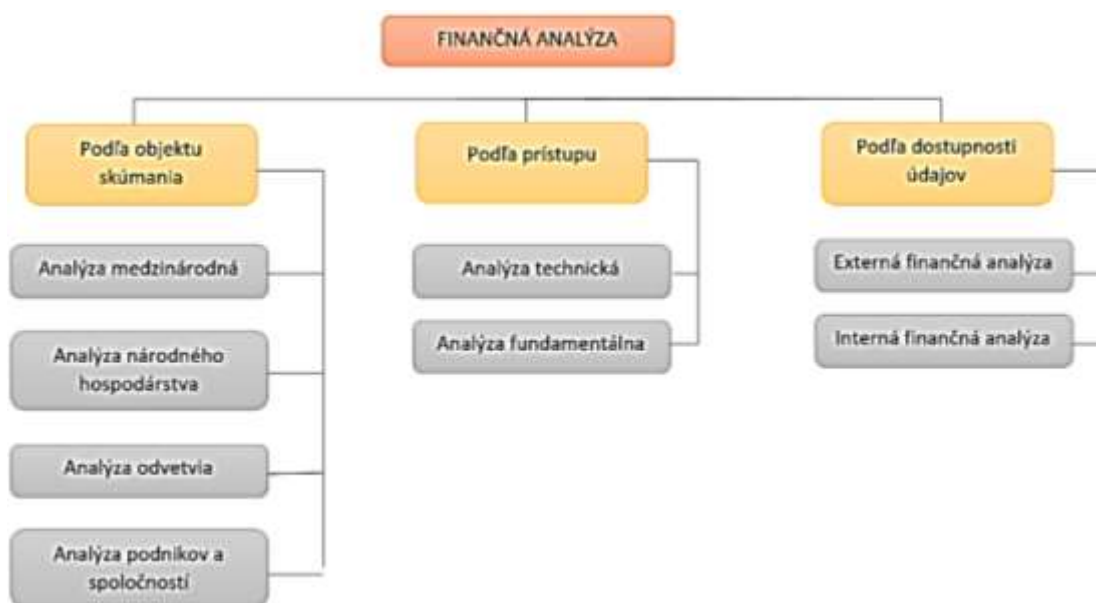 FINANČNÁ ANALÝZA
Podľa objektu
skúmania
Analýza medzinárodná
Analýza národného
hospodárstva
Analýza odvetvia
Analýza podnikov a
spoločností
Podľa prístupu
Analýza technická
Analýza fundamentálna
Podľa dostupnosti
údajov
Externá finančná analýza
Interná finančná analýza